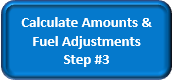 Calculate Amounts &
Fuel Adjustments
Step #3